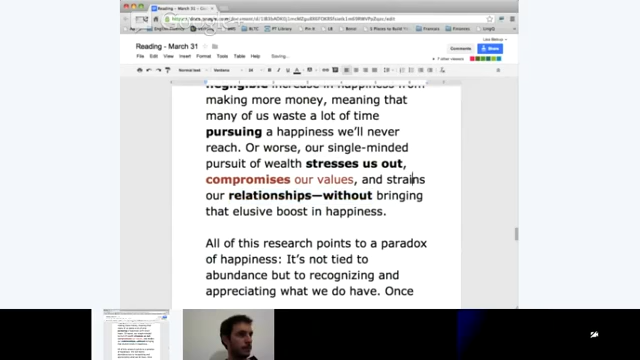 Reading - March 31
File Edit View Insert Format Tools Table Help Saving...
Comments
Share
negligible increase in happiness from
making more money, meaning that
many of us waste a lot of time
pursuing a happiness we'll never
reach. Or worse, our single-minded
pursuit of wealth stresses us out,
compromises our values, and strains
our relationships—without bringing
that elusive boost in happiness.
All of this research points to a paradox
of happiness: It's not tied to
abundance but to recognizing and
appreciating what we do have. Once